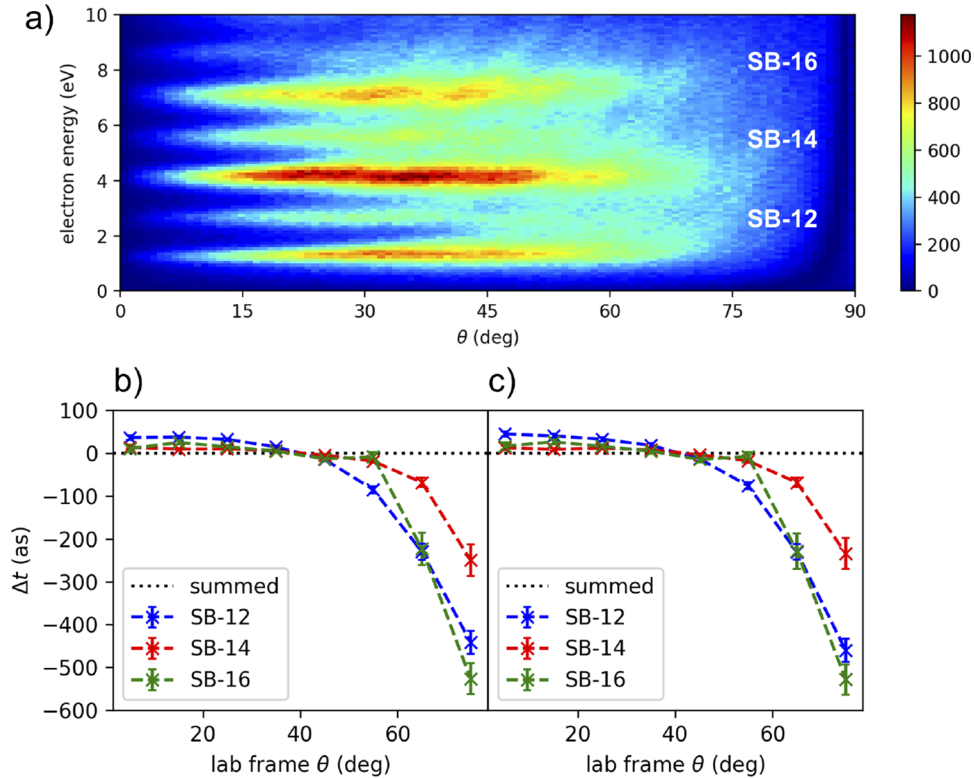 a)
10
8
6
4
2
0
electron energy (eV)
SB-16
SB-14
SB-12
0 15 30 45 60 75 90
θ (deg)
1000
800
600
400
200
0
b)
c)
100
0
−100
−200
−300
−400
−500
−600
Δt (as)
summed
SB-12
SB-14
SB-16
summed
SB-12
SB-14
SB-16
20 40 60
20 40 60
lab frame θ (deg)
lab frame θ (deg)